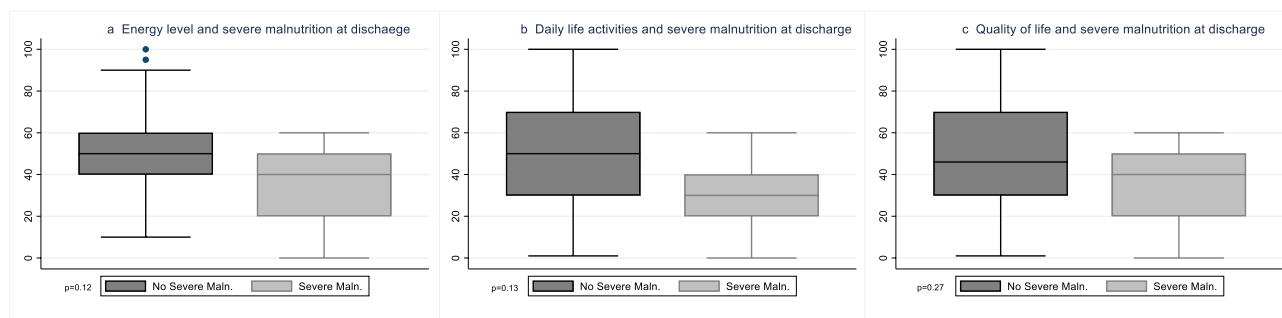 a Energy level and severe malnutrition at dischaege
100
80
60
40
20
0
p=0.12
No Severe Maln.
Severe Maln.
b Daily life activities and severe malnutrition at discharge
100
80
60
40
20
0
p=0.13
No Severe Maln.
Severe Maln.
c Quality of life and severe malnutrition at discharge
100
80
60
40
20
0
p=0.27
No Severe Maln.
Severe Maln.